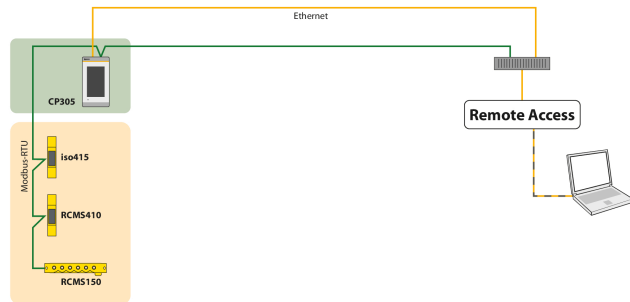 Ethernet
CP305
Remote Access
Modbus-RTU
iso415
RCMS410
RCMS150